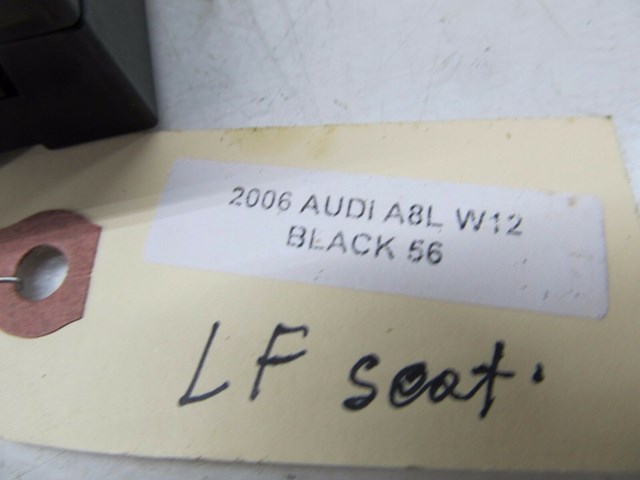 2006 AUDI A8L W12
BLACK 56
LF seat.